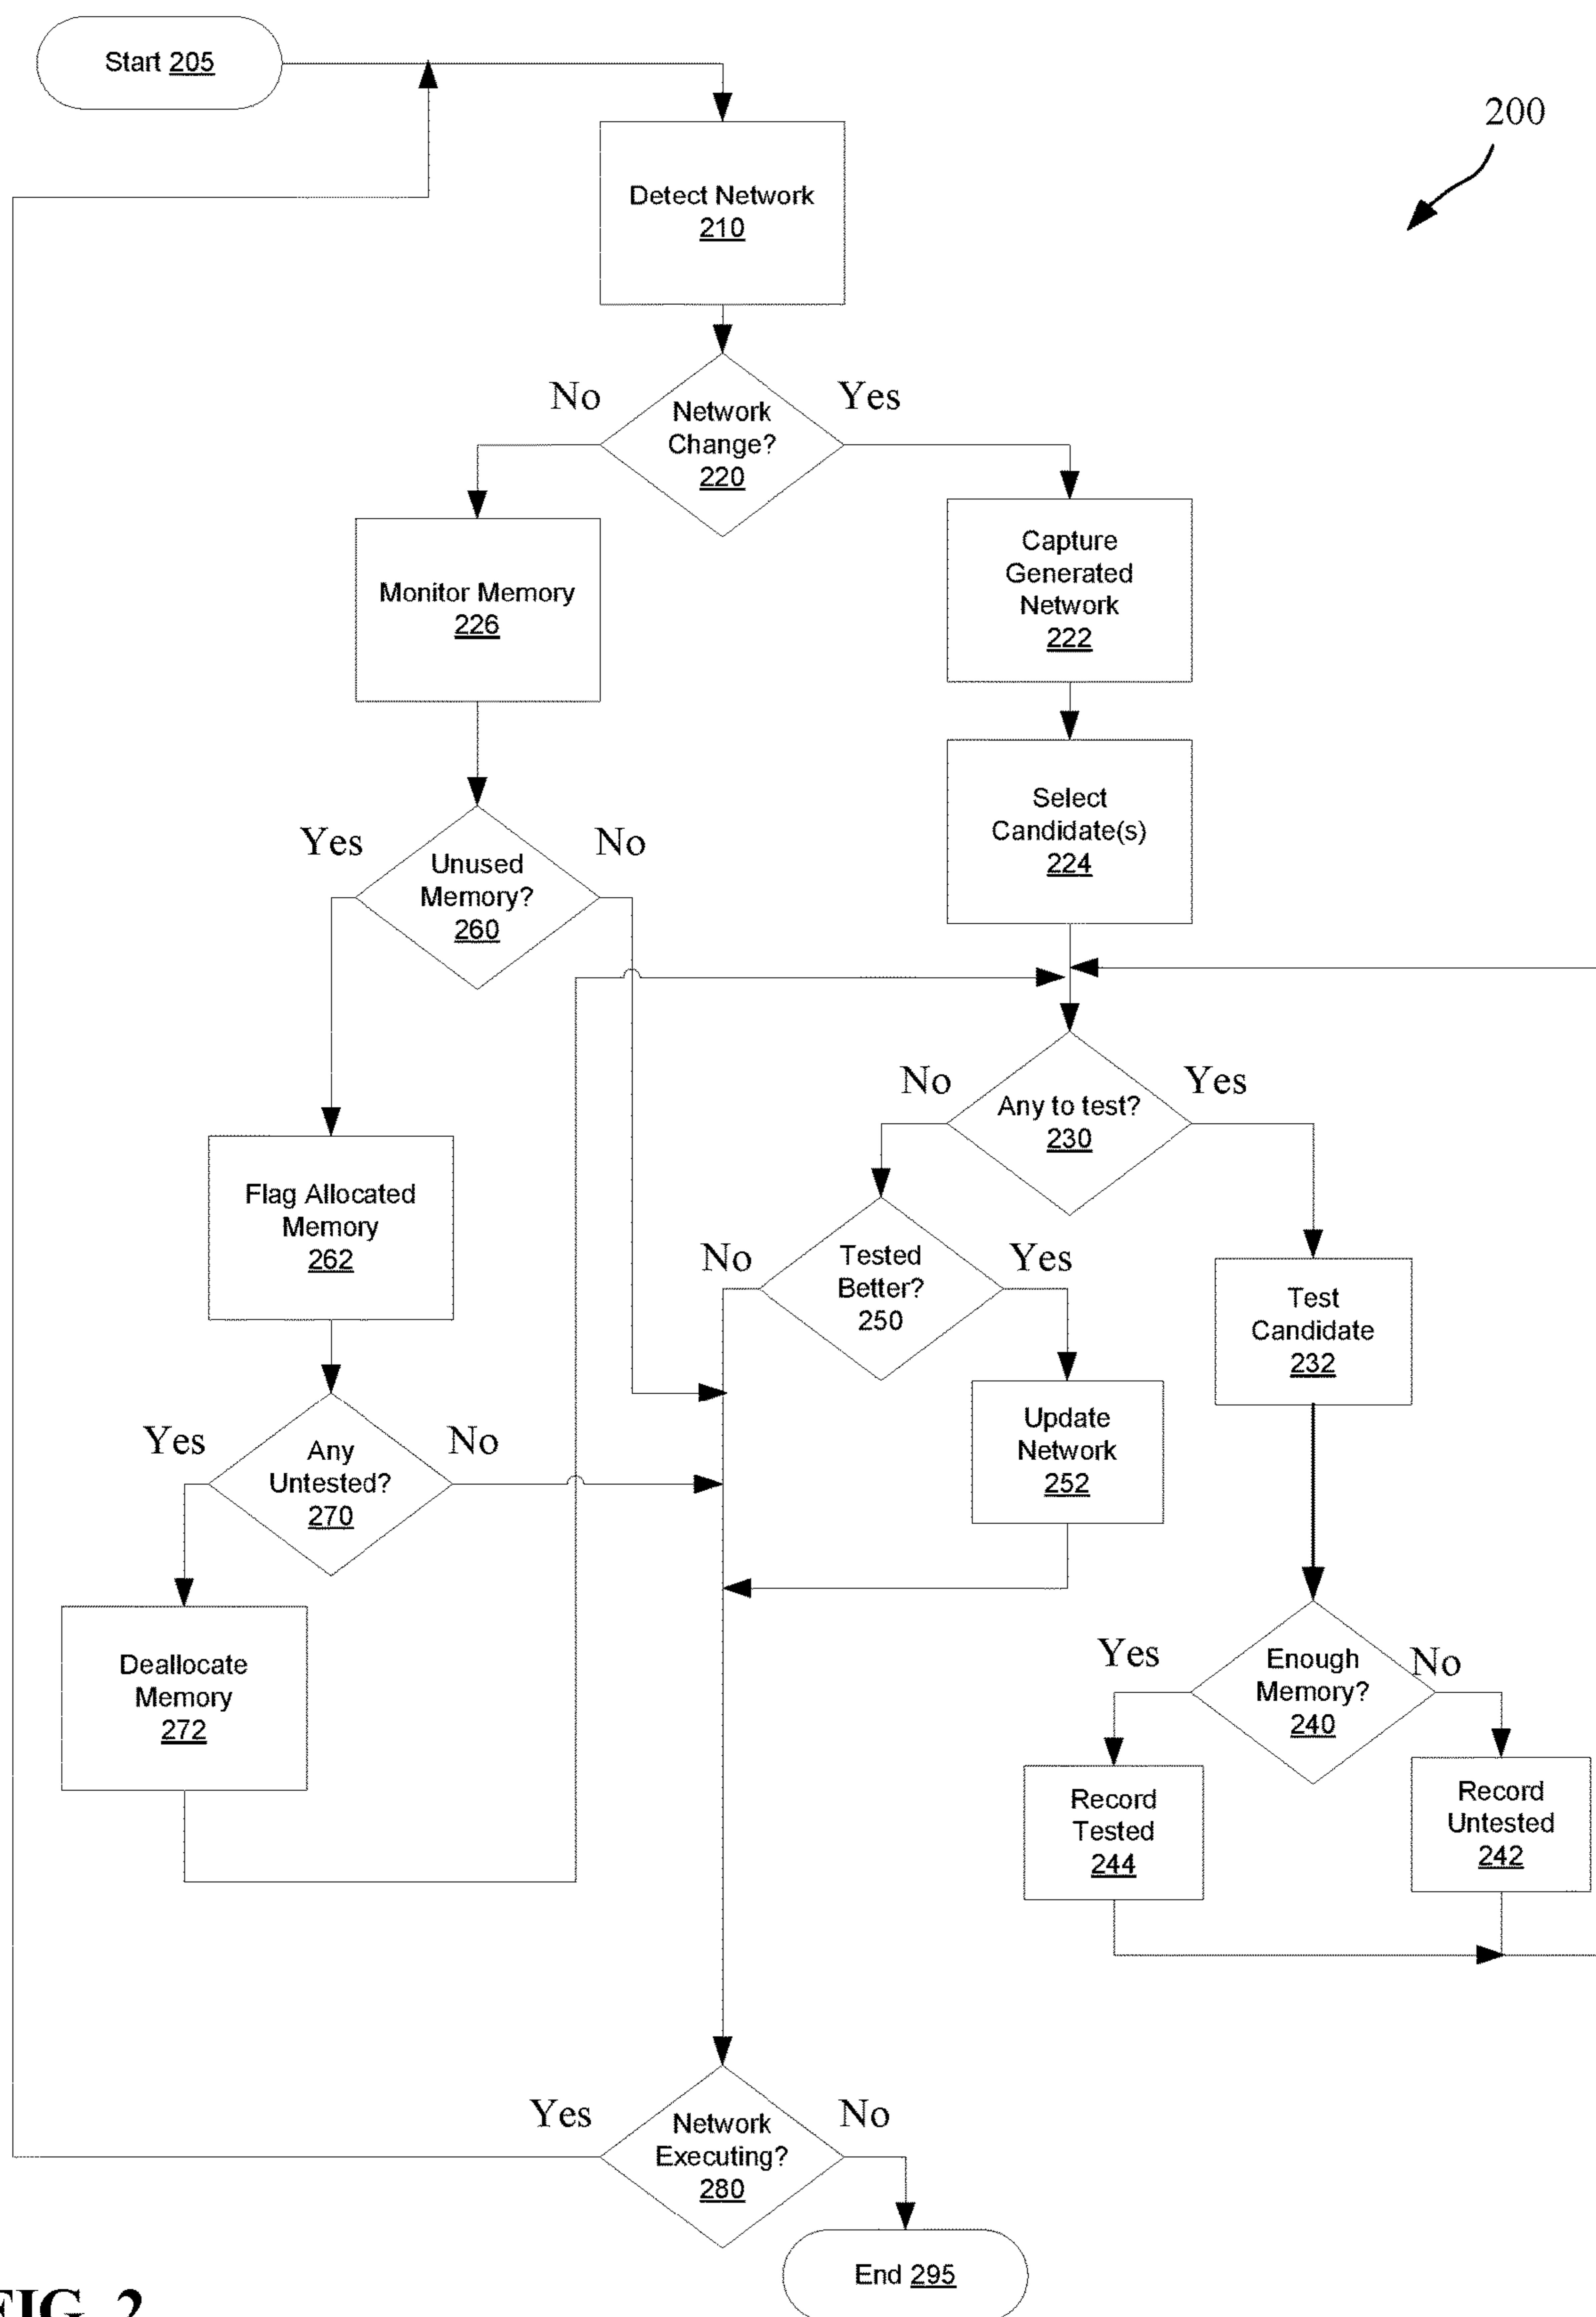 Start 205
200
Detect Network
210
No
Yes
Network
Change?
220
Monitor Memory
226
Capture
Generated
Network
222
Select
Candidate(s)
224
Yes
No
Unused
Memory?
260
No
Yes
Any to test?
230
Flag Allocated
Memory
262
No
Yes
Tested
Better?
250
Test
Candidate
232
Yes
No
Any
Untested?
270
Update
Network
252
Deallocate
Memory
272
Yes
No
Enough
Memory?
240
Record
Tested
244
Record
Untested
242
Yes
No
Network
Executing?
280
End 295
FIG. 2